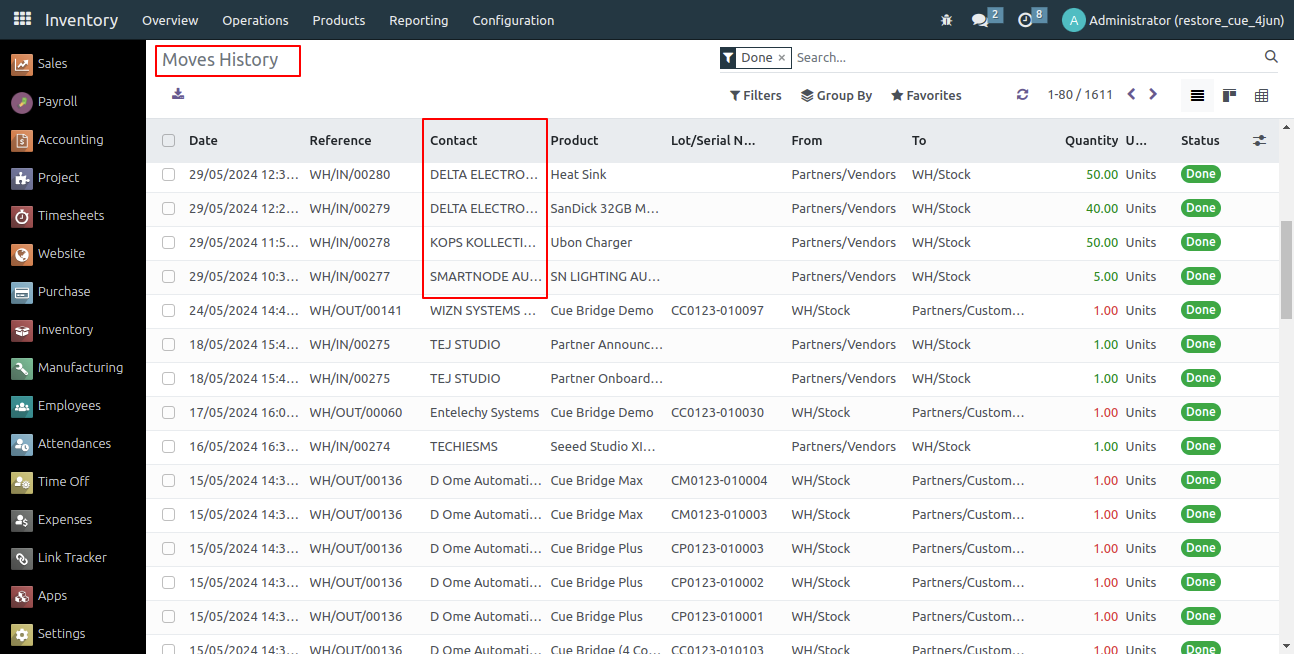 Inventory Overview Operations Products Reporting Configuration 2 8 A Administrator (restore_cue_4jun)
Sales
Payroll
Accounting
Project
Timesheets
Website
Purchase
Inventory
Manufacturing
Employees
Attendances
Time Off
Expenses
Link Tracker
Apps
Settings
Moves History
Done × Search...
Filters Group By Favorites 1-80 / 1611
Date Reference Contact Product Lot/Serial N... From To Quantity U... Status
29/05/2024 12:3... WH/IN/00280 DELTA ELECTRO... Heat Sink Partners/Vendors WH/Stock 50.00 Units Done
29/05/2024 12:2... WH/IN/00279 DELTA ELECTRO... SanDick 32GB M... Partners/Vendors WH/Stock 40.00 Units Done
29/05/2024 11:5... WH/IN/00278 KOPS KOLLECTI... Ubon Charger Partners/Vendors WH/Stock 50.00 Units Done
29/05/2024 10:3... WH/IN/00277 SMARTNODE AU... SN LIGHTING AU... Partners/Vendors WH/Stock 5.00 Units Done
24/05/2024 14:4... WH/OUT/00141 WIZN SYSTEMS ... Cue Bridge Demo CC0123-010097 WH/Stock Partners/Custom... 1.00 Units Done
18/05/2024 15:4... WH/IN/00275 TEJ STUDIO Partner Announc... Partners/Vendors WH/Stock 1.00 Units Done
18/05/2024 15:4... WH/IN/00275 TEJ STUDIO Partner Onboard... Partners/Vendors WH/Stock 1.00 Units Done
17/05/2024 16:0... WH/OUT/00060 Entelechy Systems Cue Bridge Demo CC0123-010030 WH/Stock Partners/Custom... 1.00 Units Done
16/05/2024 16:3... WH/IN/00274 TECHIESMS Seeed Studio XI... Partners/Vendors WH/Stock 1.00 Units Done
15/05/2024 14:3... WH/OUT/00136 D Ome Automati... Cue Bridge Max CM0123-010004 WH/Stock Partners/Custom... 1.00 Units Done
15/05/2024 14:3... WH/OUT/00136 D Ome Automati... Cue Bridge Max CM0123-010003 WH/Stock Partners/Custom... 1.00 Units Done
15/05/2024 14:3... WH/OUT/00136 D Ome Automati... Cue Bridge Plus CP0123-010003 WH/Stock Partners/Custom... 1.00 Units Done
15/05/2024 14:3... WH/OUT/00136 D Ome Automati... Cue Bridge Plus CP0123-010002 WH/Stock Partners/Custom... 1.00 Units Done
15/05/2024 14:3... WH/OUT/00136 D Ome Automati... Cue Bridge Plus CP0123-010001 WH/Stock Partners/Custom... 1.00 Units Done
15/05/2024 14:3... WH/OUT/00136 D Ome Automati... Cue Bridge (4 Co... CC0123-010103 WH/Stock Partners/Custom... 1.00 Units Done